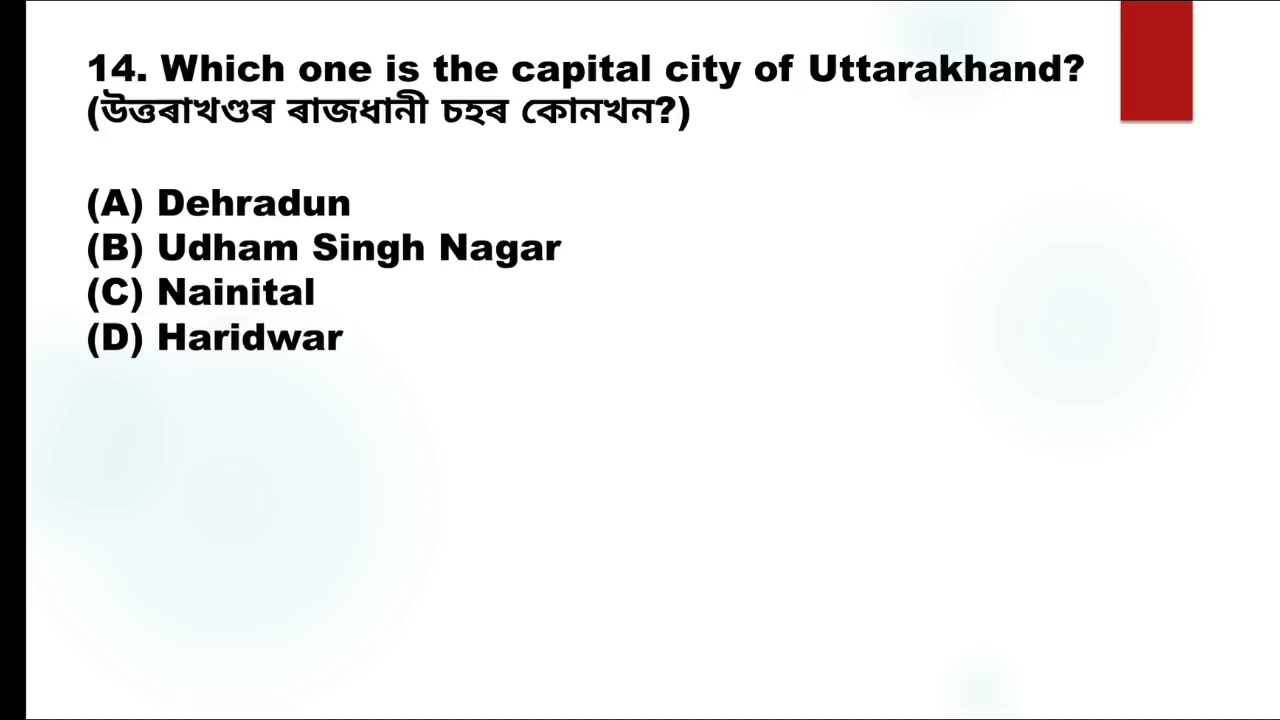 14. Which one is the capital city of Uttarakhand?
(উত্তৰাখণ্ডৰ ৰাজধানী চহৰ কোনখন?)
(A) Dehradun
(B) Udham Singh Nagar
(C) Nainital
(D) Haridwar